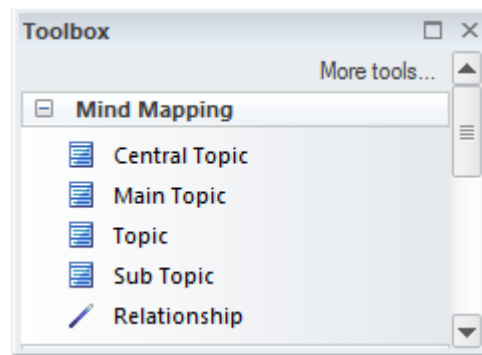 Toolbox
More tools...
Mind Mapping
Central Topic
Main Topic
Topic
Sub Topic
Relationship